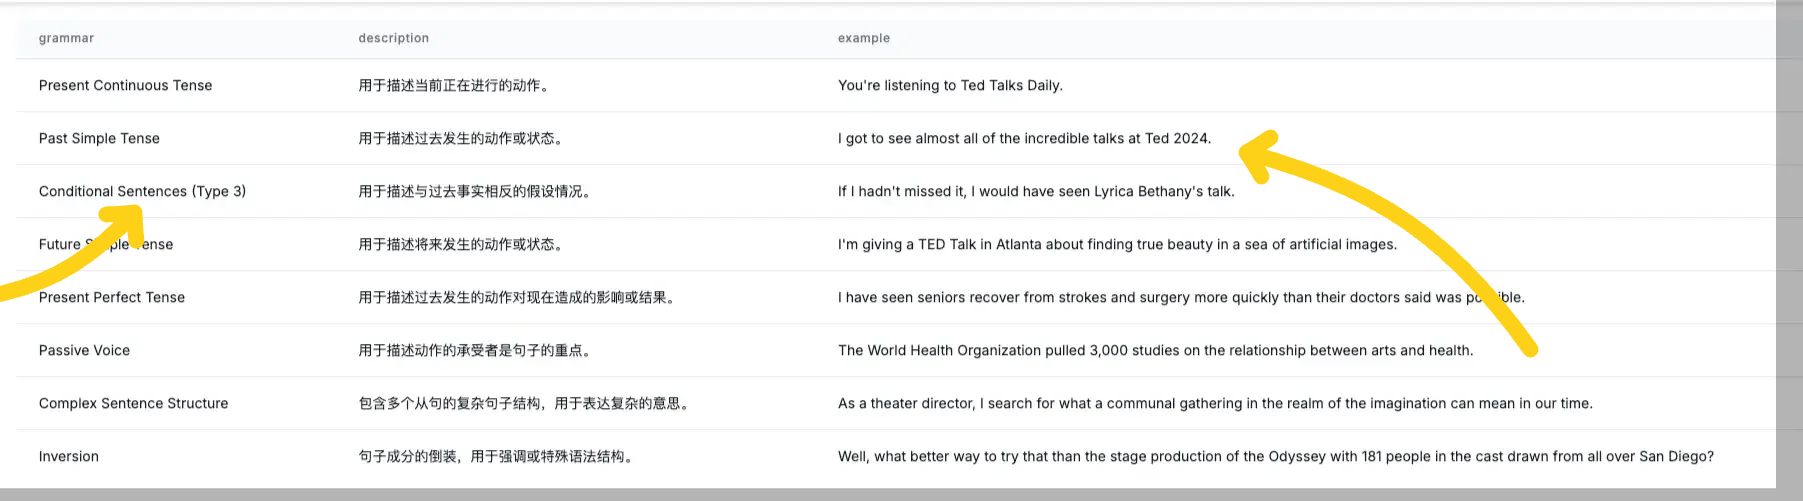 grammar description example
Present Continuous Tense 用于描述当前正在进行的动作。 You're listening to Ted Talks Daily.
Past Simple Tense 用于描述过去发生的动作或状态。 I got to see almost all of the incredible talks at Ted 2024.
Conditional Sentences (Type 3) 用于描述与过去事实相反的假设情况。 If I hadn't missed it, I would have seen Lyrica Bethany's talk.
Future Simple Tense 用于描述将来发生的动作或状态。 I'm giving a TED Talk in Atlanta about finding true beauty in a sea of artificial images.
Present Perfect Tense 用于描述过去发生的动作对现在造成的影响或结果。 I have seen seniors recover from strokes and surgery more quickly than their doctors said was possible.
Passive Voice 用于描述动作的承受者是句子的重点。 The World Health Organization pulled 3,000 studies on the relationship between arts and health.
Complex Sentence Structure 包含多个从句的复杂句子结构，用于表达复杂的意思。 As a theater director, I search for what a communal gathering in the realm of the imagination can mean in our time.
Inversion 句子成分的倒装，用于强调或特殊语法结构。 Well, what better way to try that than the stage production of the Odyssey with 181 people in the cast drawn from all over San Diego?